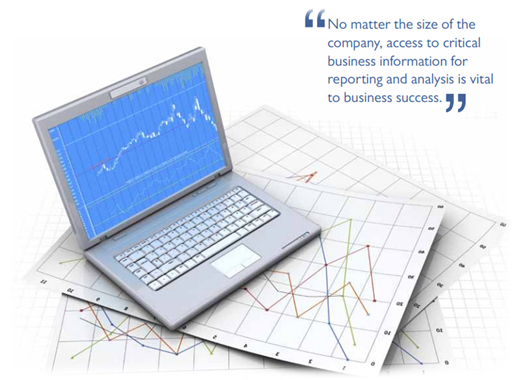 “No matter the size of the
company, access to critical
business information for
reporting and analysis is vital
to business success.”